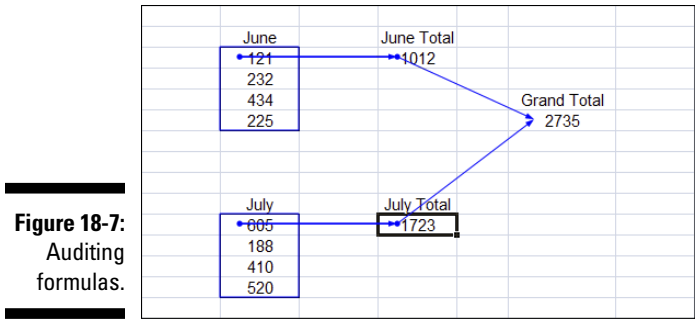 June June Total
121 1012
232
434 Grand Total
225 2735
July July Total
605 1723
188
410
520
Figure 18-7:
Auditing
formulas.